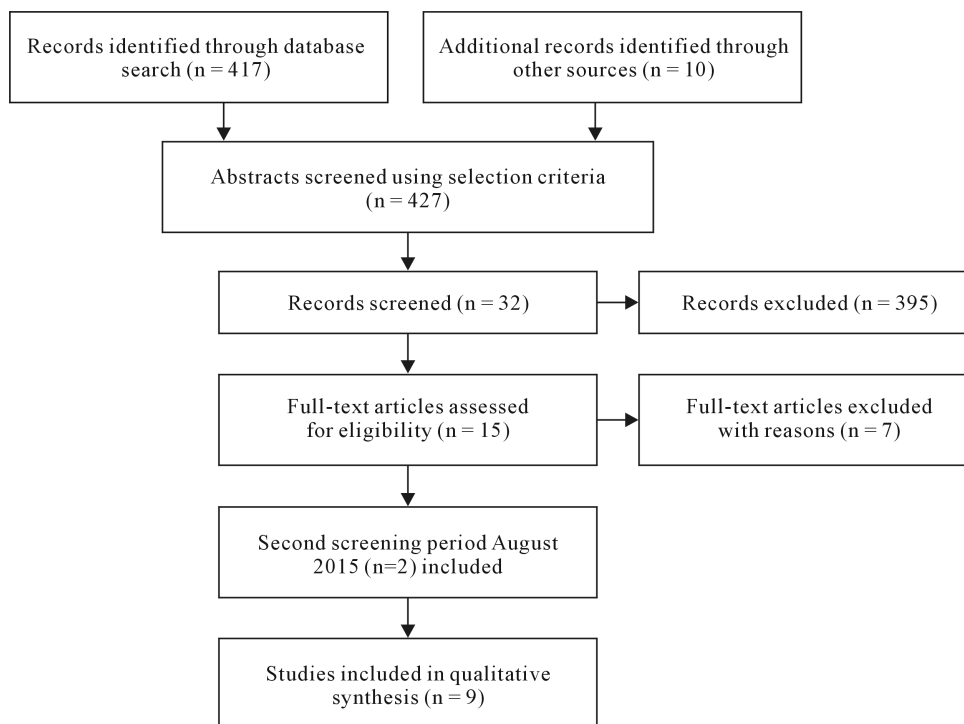 Records identified through database
search (n = 417)
Additional records identified through
other sources (n = 10)
Abstracts screened using selection criteria
(n = 427)
Records screened (n = 32)
Records excluded (n = 395)
Full-text articles assessed
for eligibility (n = 15)
Full-text articles excluded
with reasons (n = 7)
Second screening period August
2015 (n=2) included
Studies included in qualitative
synthesis (n = 9)